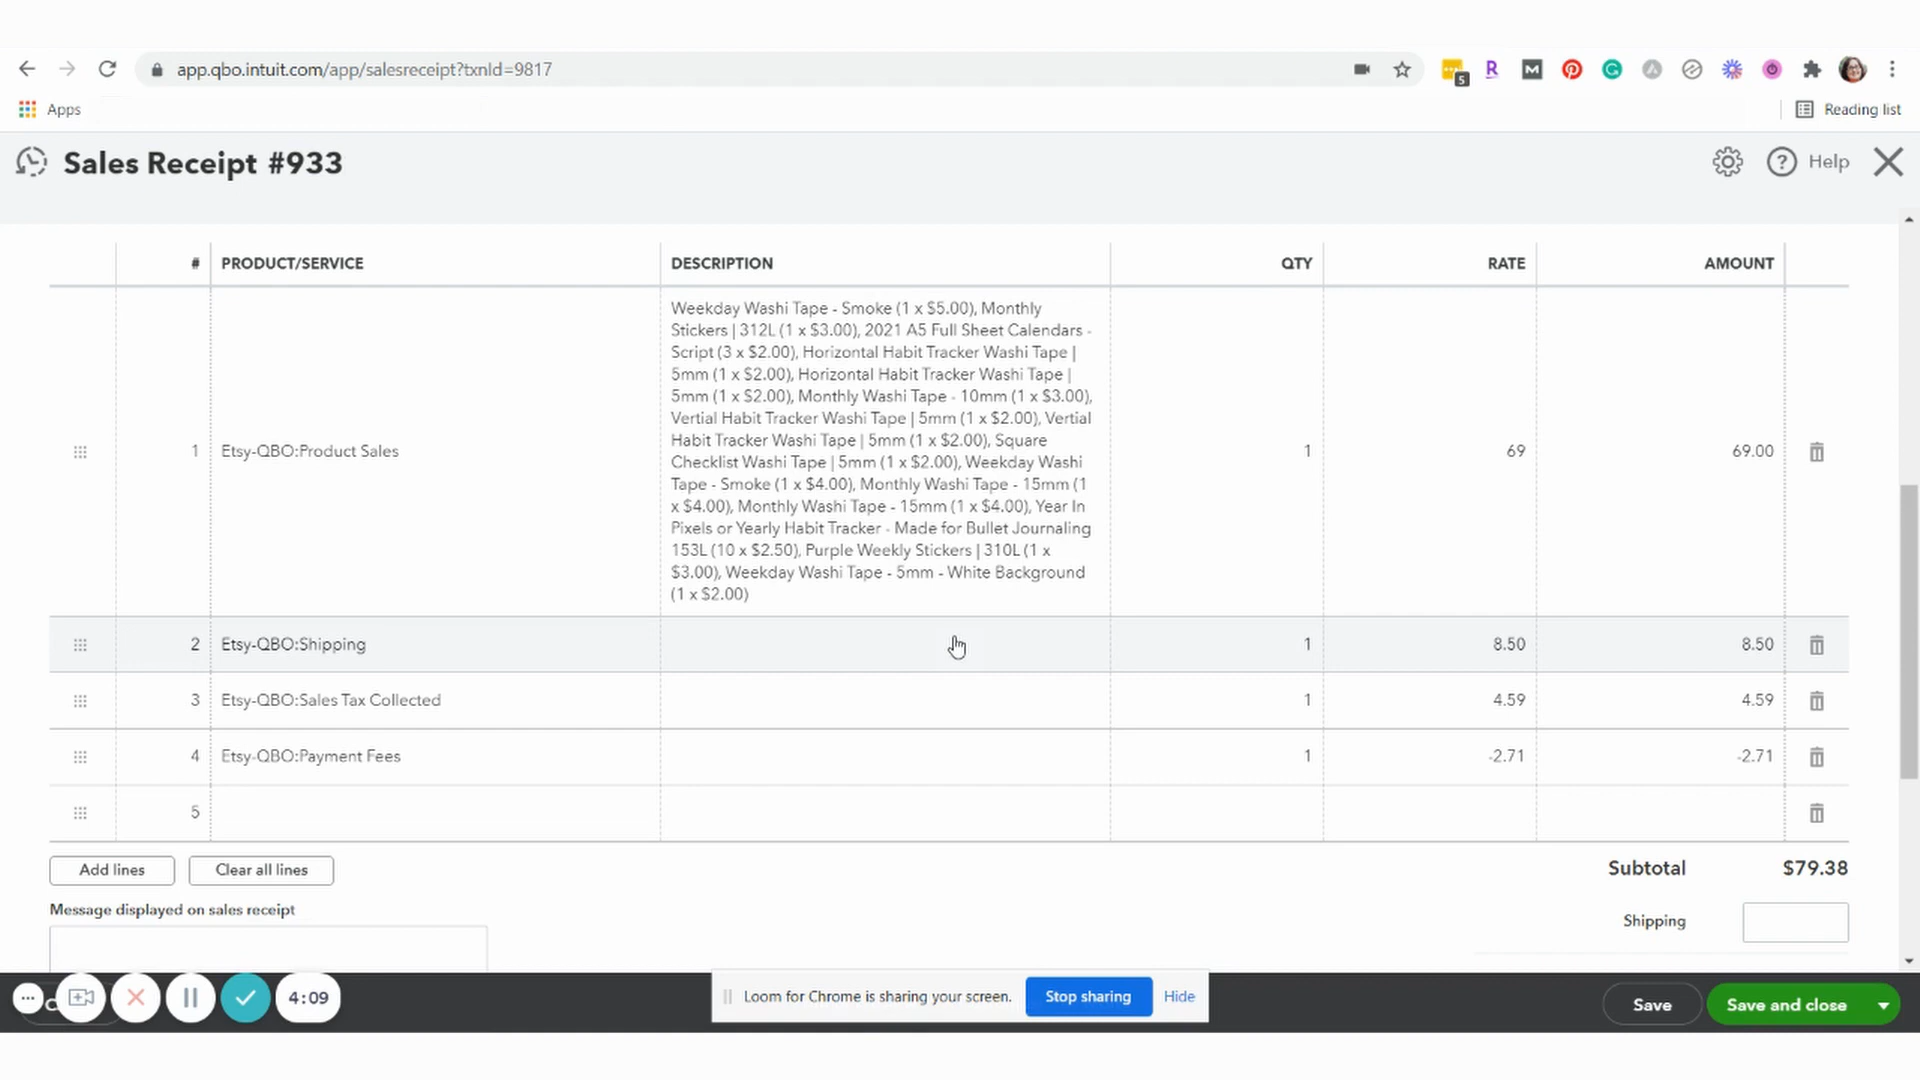 app.qbo.intuit.com/app/salesreceipt?txnId=9817
5
R
M
Apps
Reading list
Sales Receipt #933
Help
# PRODUCT/SERVICE DESCRIPTION QTY RATE AMOUNT
Weekday Washi Tape - Smoke (1 x $5.00), Monthly
Stickers | 312L (1 x $3.00), 2021 A5 Full Sheet Calendars -
Script (3 x $2.00), Horizontal Habit Tracker Washi Tape |
5mm (1 x $2.00), Horizontal Habit Tracker Washi Tape |
5mm (1 x $2.00), Monthly Washi Tape - 10mm (1 x $3.00),
Vertial Habit Tracker Washi Tape | 5mm (1 x $2.00), Vertial
Habit Tracker Washi Tape | 5mm (1 x $2.00), Square
1 Etsy-QBO:Product Sales 1 69 69.00
Checklist Washi Tape | 5mm (1 x $2.00), Weekday Washi
Tape - Smoke (1 x $4.00), Monthly Washi Tape - 15mm (1
x $4.00), Monthly Washi Tape - 15mm (1 x $4.00), Year In
Pixels or Yearly Habit Tracker - Made for Bullet Journaling
153L (10 x $2.50), Purple Weekly Stickers | 310L (1 x
$3.00), Weekday Washi Tape - 5mm - White Background
(1 x $2.00)
2 Etsy-QBO:Shipping 1 8.50 8.50
3 Etsy-QBO:Sales Tax Collected 1 4.59 4.59
4 Etsy-QBO:Payment Fees 1 -2.71 -2.71
5
Add lines Clear all lines Subtotal $79.38
Message displayed on sales receipt
Shipping
4:09
Loom for Chrome is sharing your screen. Stop sharing Hide
Save Save and close